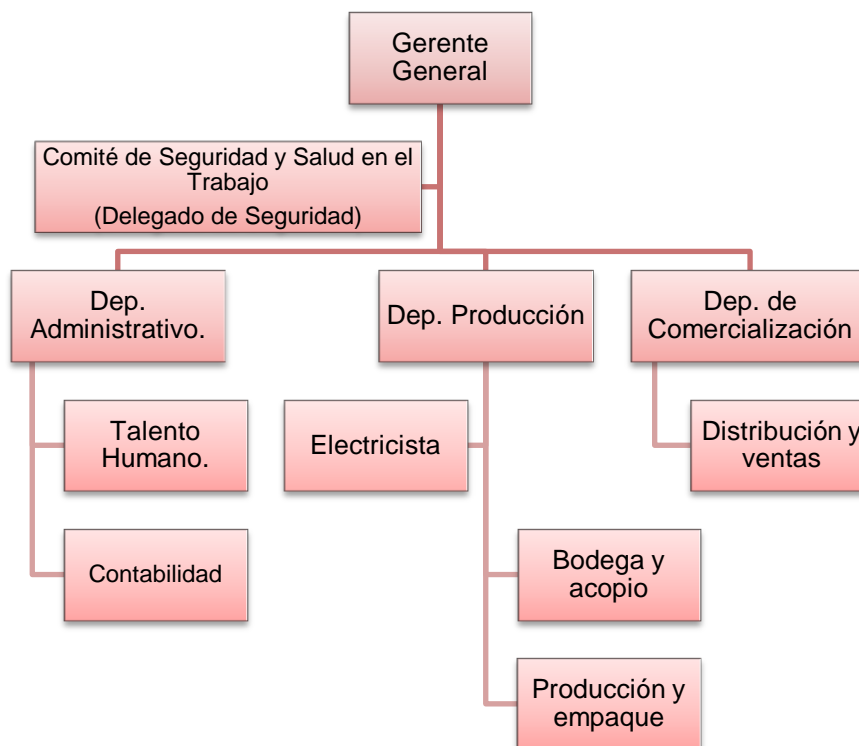 Gerente
General
Comité de Seguridad y Salud en el
Trabajo
(Delegado de Seguridad)
Dep.
Administrativo.
Dep. Producción
Dep. de
Comercialización
Talento
Humano.
Electricista
Distribución y
ventas
Contabilidad
Bodega y
acopio
Producción y
empaque